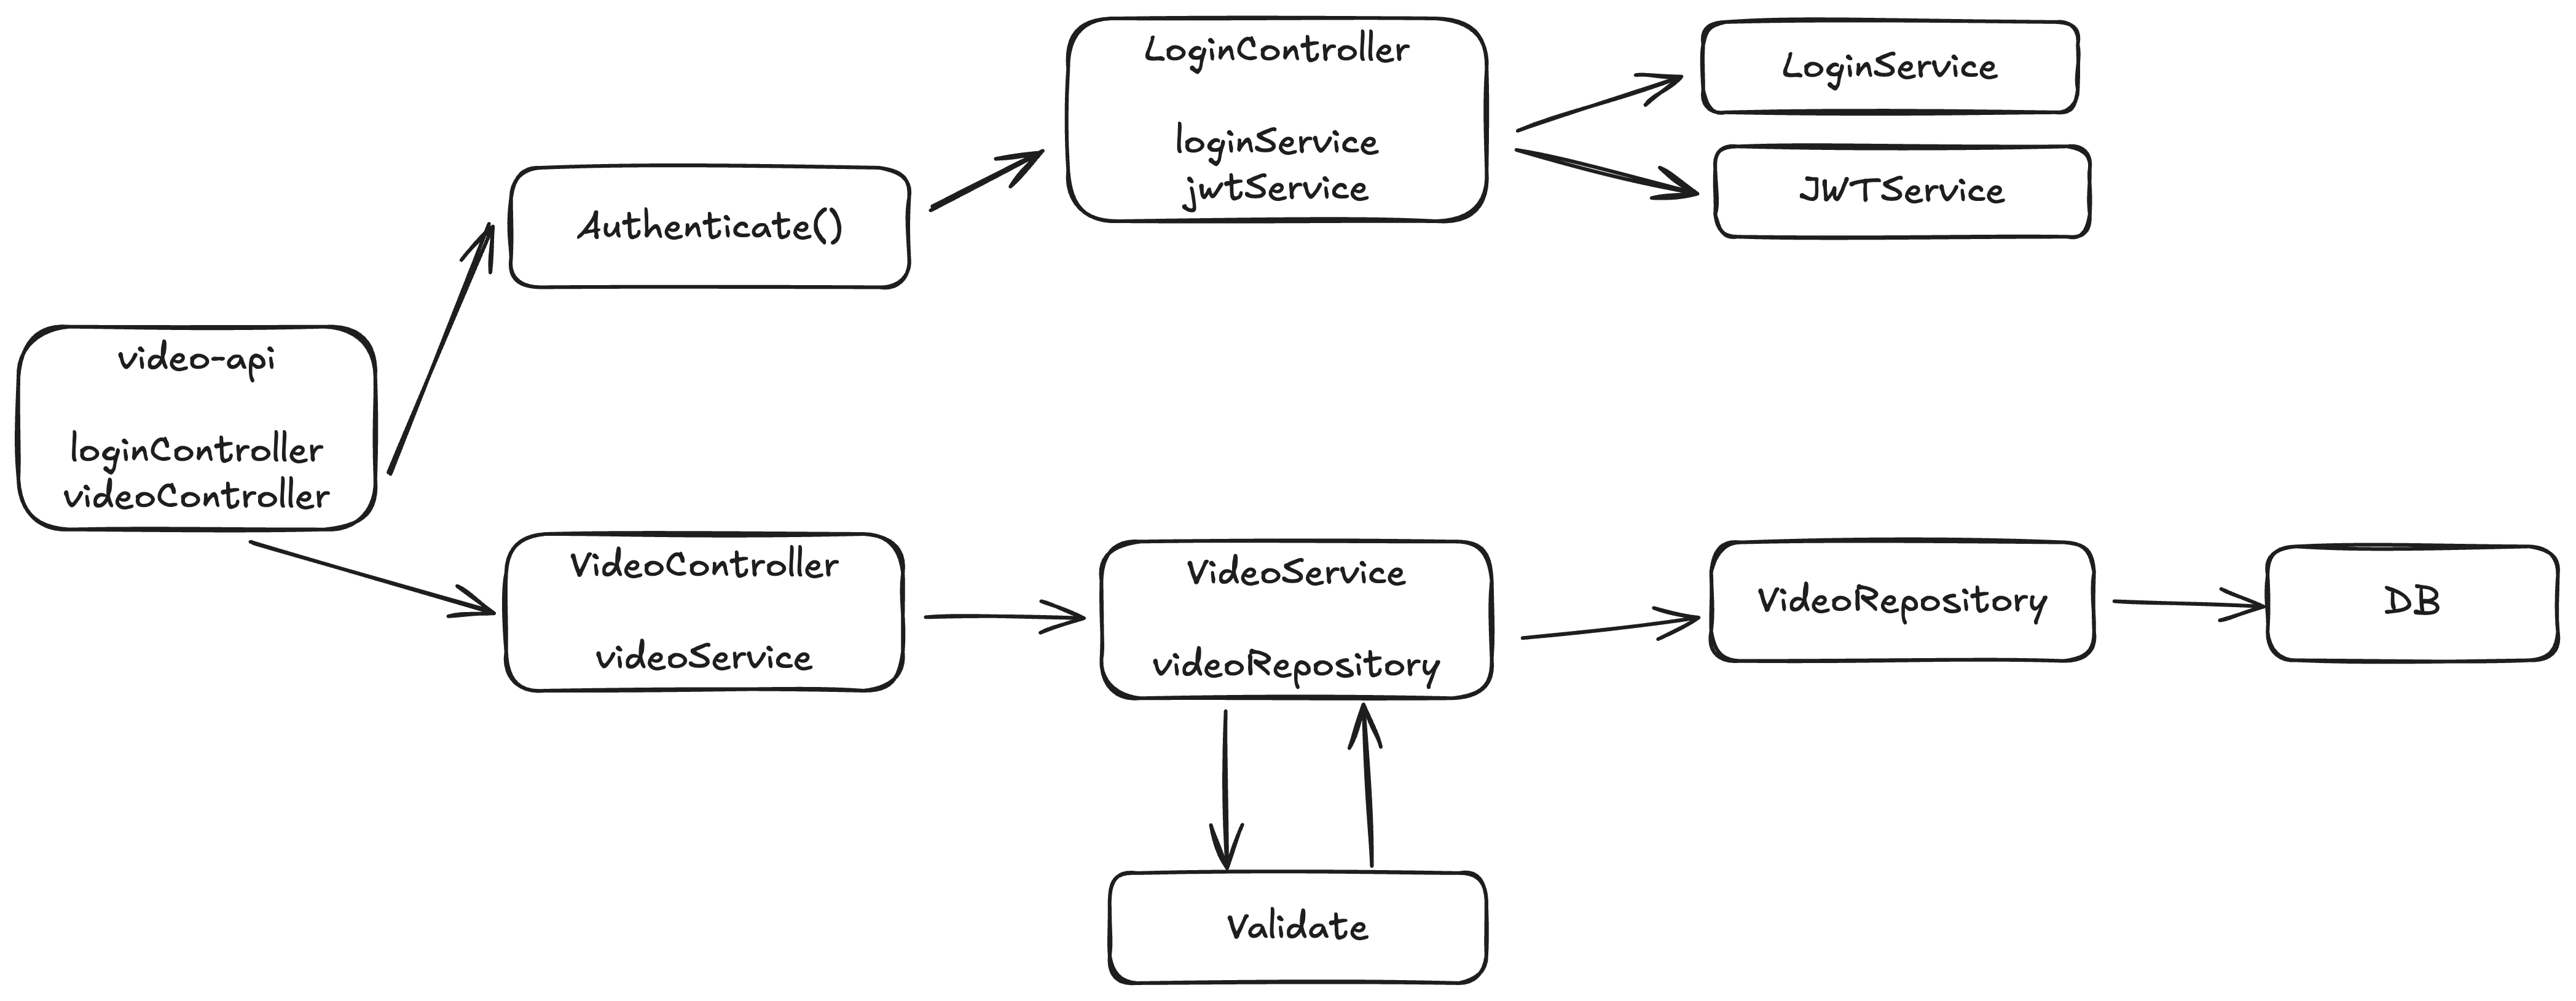 LoginController
loginService
jwtService
LoginService
JWTService
Authenticate()
video-api
loginController
videoController
VideoController
videoService
VideoService
videoRepository
VideoRepository
DB
Validate